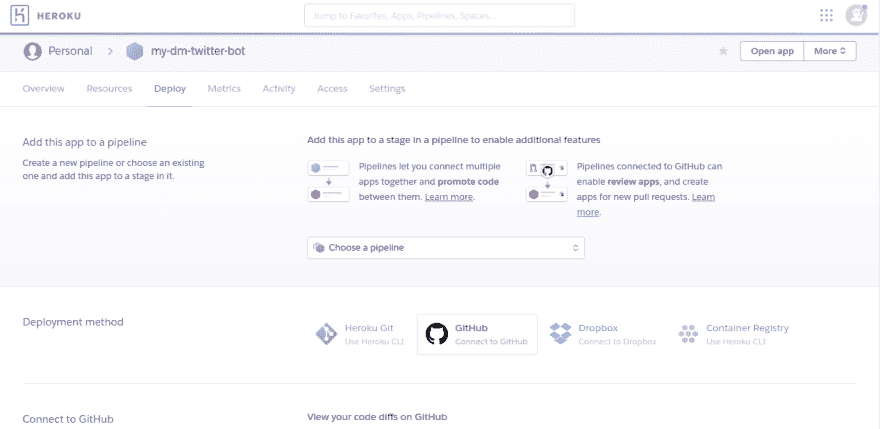 HEROKU
Jump to Favorites, Apps, Pipelines, Spaces...
Personal > my-dm-twitter-bot
Open app
More
Overview
Resources
Deploy
Metrics
Activity
Access
Settings
Add this app to a pipeline
Create a new pipeline or choose an existing
one and add this app to a stage in it.
Add this app to a stage in a pipeline to enable additional features
Pipelines let you connect multiple
apps together and promote code
between them. Learn more.
Pipelines connected to GitHub can
enable review apps, and create
apps for new pull requests. Learn
more.
Choose a pipeline
Deployment method
Heroku Git
Use Heroku CLI
GitHub
Connect to GitHub
Dropbox
Connect to Dropbox
Container Registry
Use Heroku CLI
Connect to GitHub
View your code diffs on GitHub